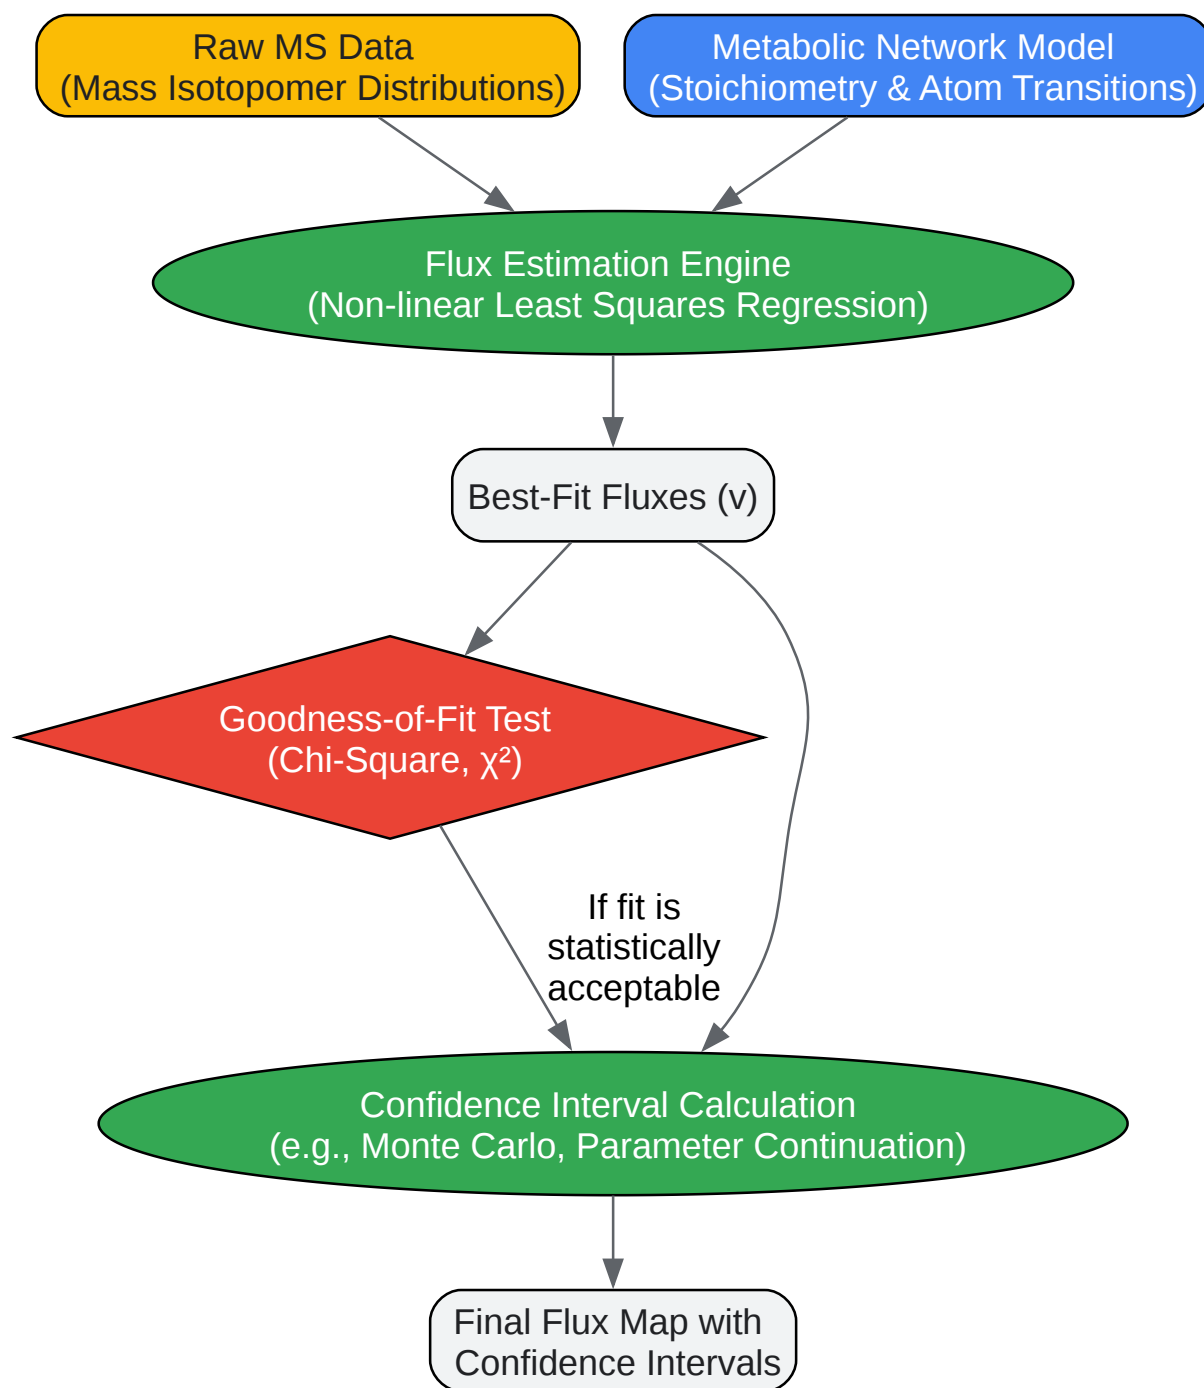 Raw MS Data
(Mass Isotopomer Distributions)
Metabolic Network Model
(Stoichiometry & Atom Transitions)
Flux Estimation Engine
(Non-linear Least Squares Regression)
Best-Fit Fluxes (v)
Goodness-of-Fit Test
(Chi-Square, χ²)
If fit is
statistically
acceptable
Confidence Interval Calculation
(e.g., Monte Carlo, Parameter Continuation)
Final Flux Map with
Confidence Intervals